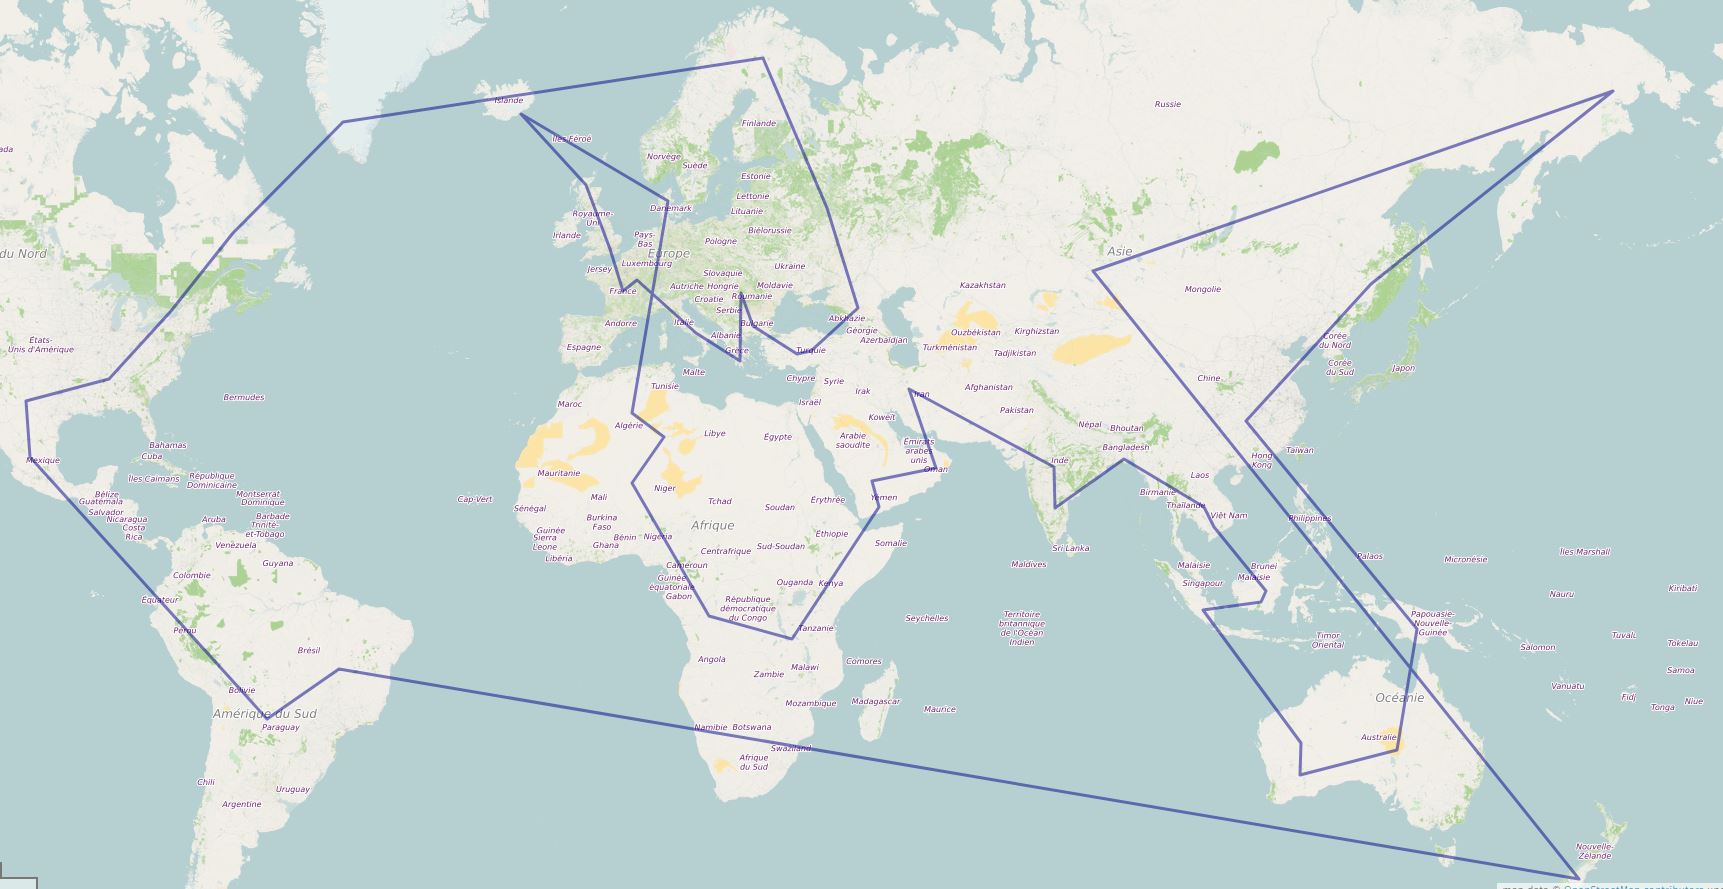 Islande
Îles Féroé
Russie
Finlande
Norvège
Suède
Estonie
Lettonie
Lituanie
Danemark
Royaume-
Uni
Irlande
Pays-
Bas
Biélorussie
Pologne
Europe
Luxembourg
Jersey
Ukraine
Asie
du Nord
ada
Slovaquie
Autriche
Hongrie
Moldavie
France
Croatie
Roumanie
Kazakhstan
Mongolie
Serbie
Andorre
Italie
Bulgarie
Abkhazie
Albanie
Géorgie
Azerbaïdjan
Ouzbékistan
Kirghizistan
Corée
du Nord
États-
Unis d'Amérique
Espagne
Grèce
Turquie
Turkménistan
Tadjikistan
Corée
du Sud
Japon
Malte
Chypre
Syrie
Chine
Tunisie
Irak
Iran
Afghanistan
Bermudes
Maroc
Israël
Pakistan
Algérie
Libye
Égypte
Koweït
Népal
Bhoutan
Arabie
saoudite
Émirats
arabes
unis
Bangladesh
Bahamas
Cuba
Mexique
Inde
Hong
Kong
Taïwan
Îles Caïmans
République
Dominicaine
Mauritanie
Oman
Laos
Birmanie
Niger
Mali
Tchad
Érythrée
Yémen
Cap-Vert
Bélize
Guatémala
Salvador
Nicaragua
Costa
Rica
Montserrat
Dominique
Barbade
Trinité-
et-Tobago
Aruba
Sénégal
Burkina
Faso
Soudan
Thaïlande
Việt Nam
Philippines
Afrique
Guinée
Sierra
Leone
Libéria
Bénin
Ghana
Nigeria
Éthiopie
Somalie
Sri Lanka
Venezuela
Guyana
Centrafrique
Sud-Soudan
Colombie
Cameroun
Guinée
équatoriale
Gabon
Ouganda
Kenya
Maldives
Malaisie
Singapour
Brunei
Malaisie
Palaos
Micronésie
Îles Marshall
Kiribati
Nauru
Équateur
République
démocratique
du Congo
Seychelles
Territoire
britannique
de l'Océan
Indien
Papouasie-
Nouvelle-
Guinée
Pérou
Brésil
Tanzanie
Timor
Oriental
Salomon
Tokelau
Angola
Zambie
Malawi
Comores
Samoa
Bolivie
Mozambique
Madagascar
Maurice
Océanie
Vanuatu
Fidj
Tonga
Niue
Amérique du Sud
Paraguay
Namibie
Botswana
Swaziland
Australie
Afrique
du Sud
Chili
Uruguay
Argentine
Nouvelle-
Zélande
map data © OpenStreetMap contributors